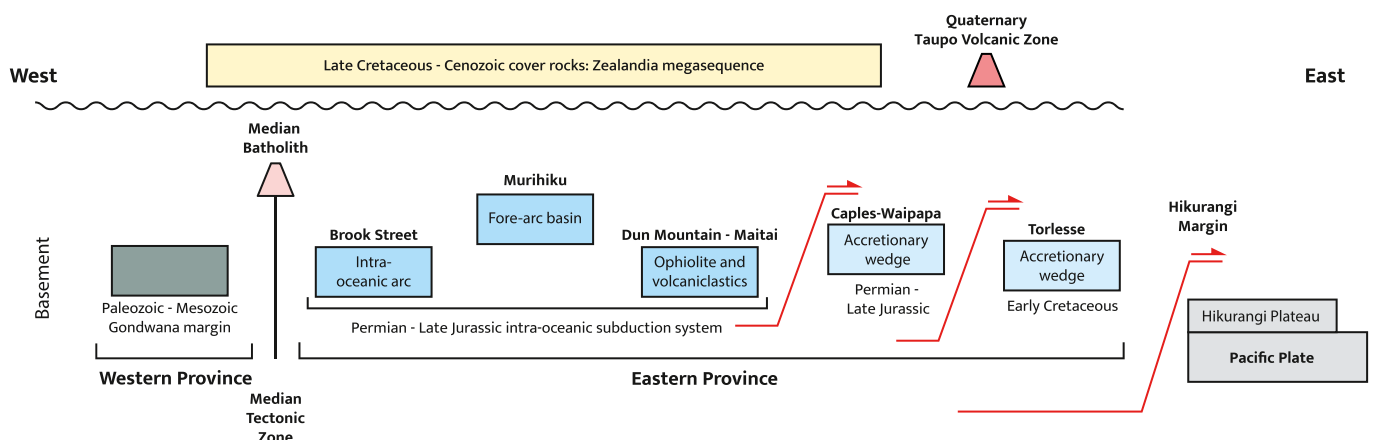 Quaternary
Taupo Volcanic Zone
West
Late Cretaceous - Cenozoic cover rocks: Zealandia megasequence
East
Median
Batholith
Murihiku
Fore-arc basin
Brook Street
Intra-
oceanic arc
Dun Mountain - Maitai
Ophiolite and
volcaniclastics
Caples-Waipapa
Accretionary
wedge
Permian -
Late Jurassic
Torlesse
Accretionary
wedge
Early Cretaceous
Hikurangi
Margin
Basement
Paleozoic - Mesozoic
Gondwana margin
Permian - Late Jurassic intra-oceanic subduction system
Hikurangi Plateau
Pacific Plate
Western Province
Eastern Province
Median
Tectonic
Zone